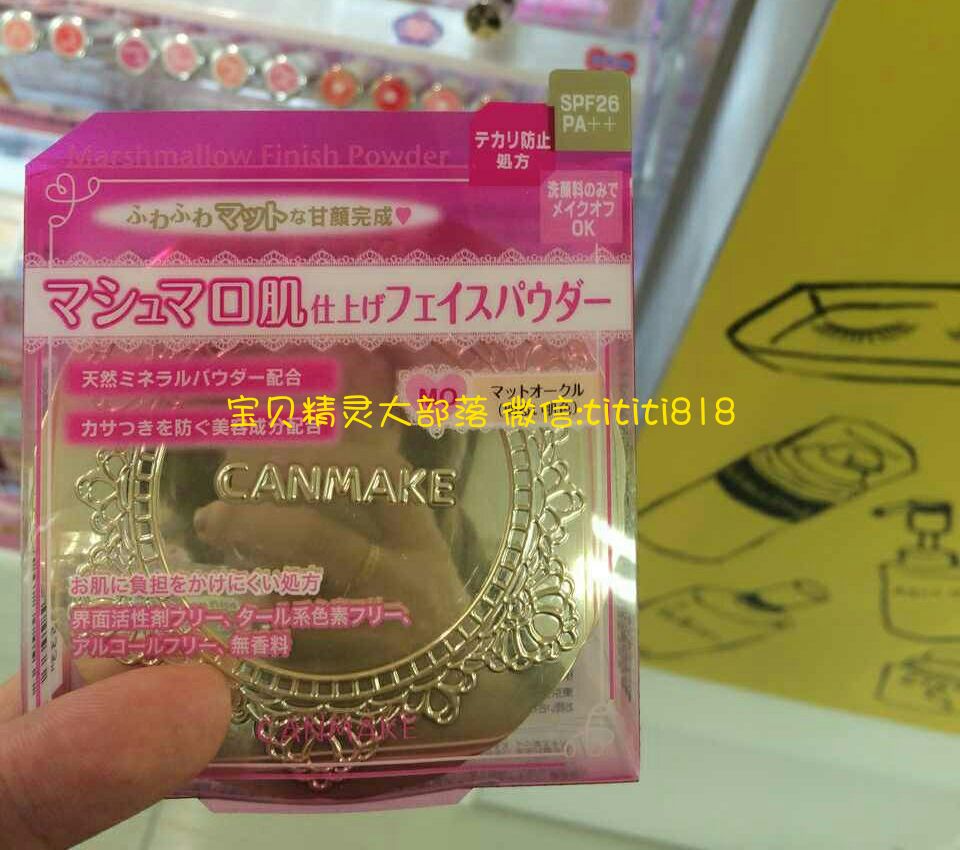 SPF26
PA++
テカリ防止
処方
Marshmallow Finish Powder
洗顔料のみで
メイクオフ
OK
ふわふわマットな甘顔完成♥
マシュマロ肌仕上げフェイスパウダー
天然ミネラルパウダー配合
MO
マットオークル
宝贝精灵大部落 微信:tititi818
カサつきを防ぐ美容成分配合
CANMAKE
お肌に負担をかけにくい処方
界面活性剤フリー、タール系色素フリー、
アルコールフリー、無香料
CANMAKE